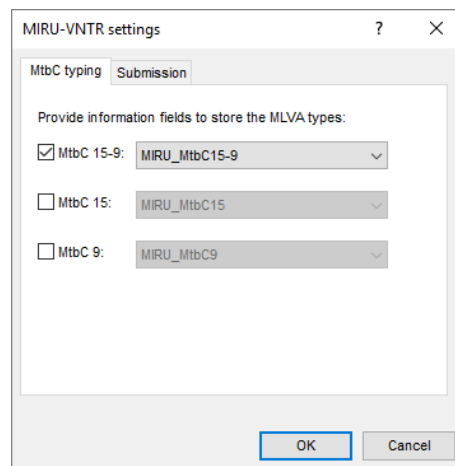 MIRU-VNTR settings ? ×
MtbC typing Submission
Provide information fields to store the MLVA types:
MtbC 15-9: MIRU_MtbC15-9
MtbC 15: MIRU_MtbC15
MtbC 9: MIRU_MtbC9
OK Cancel